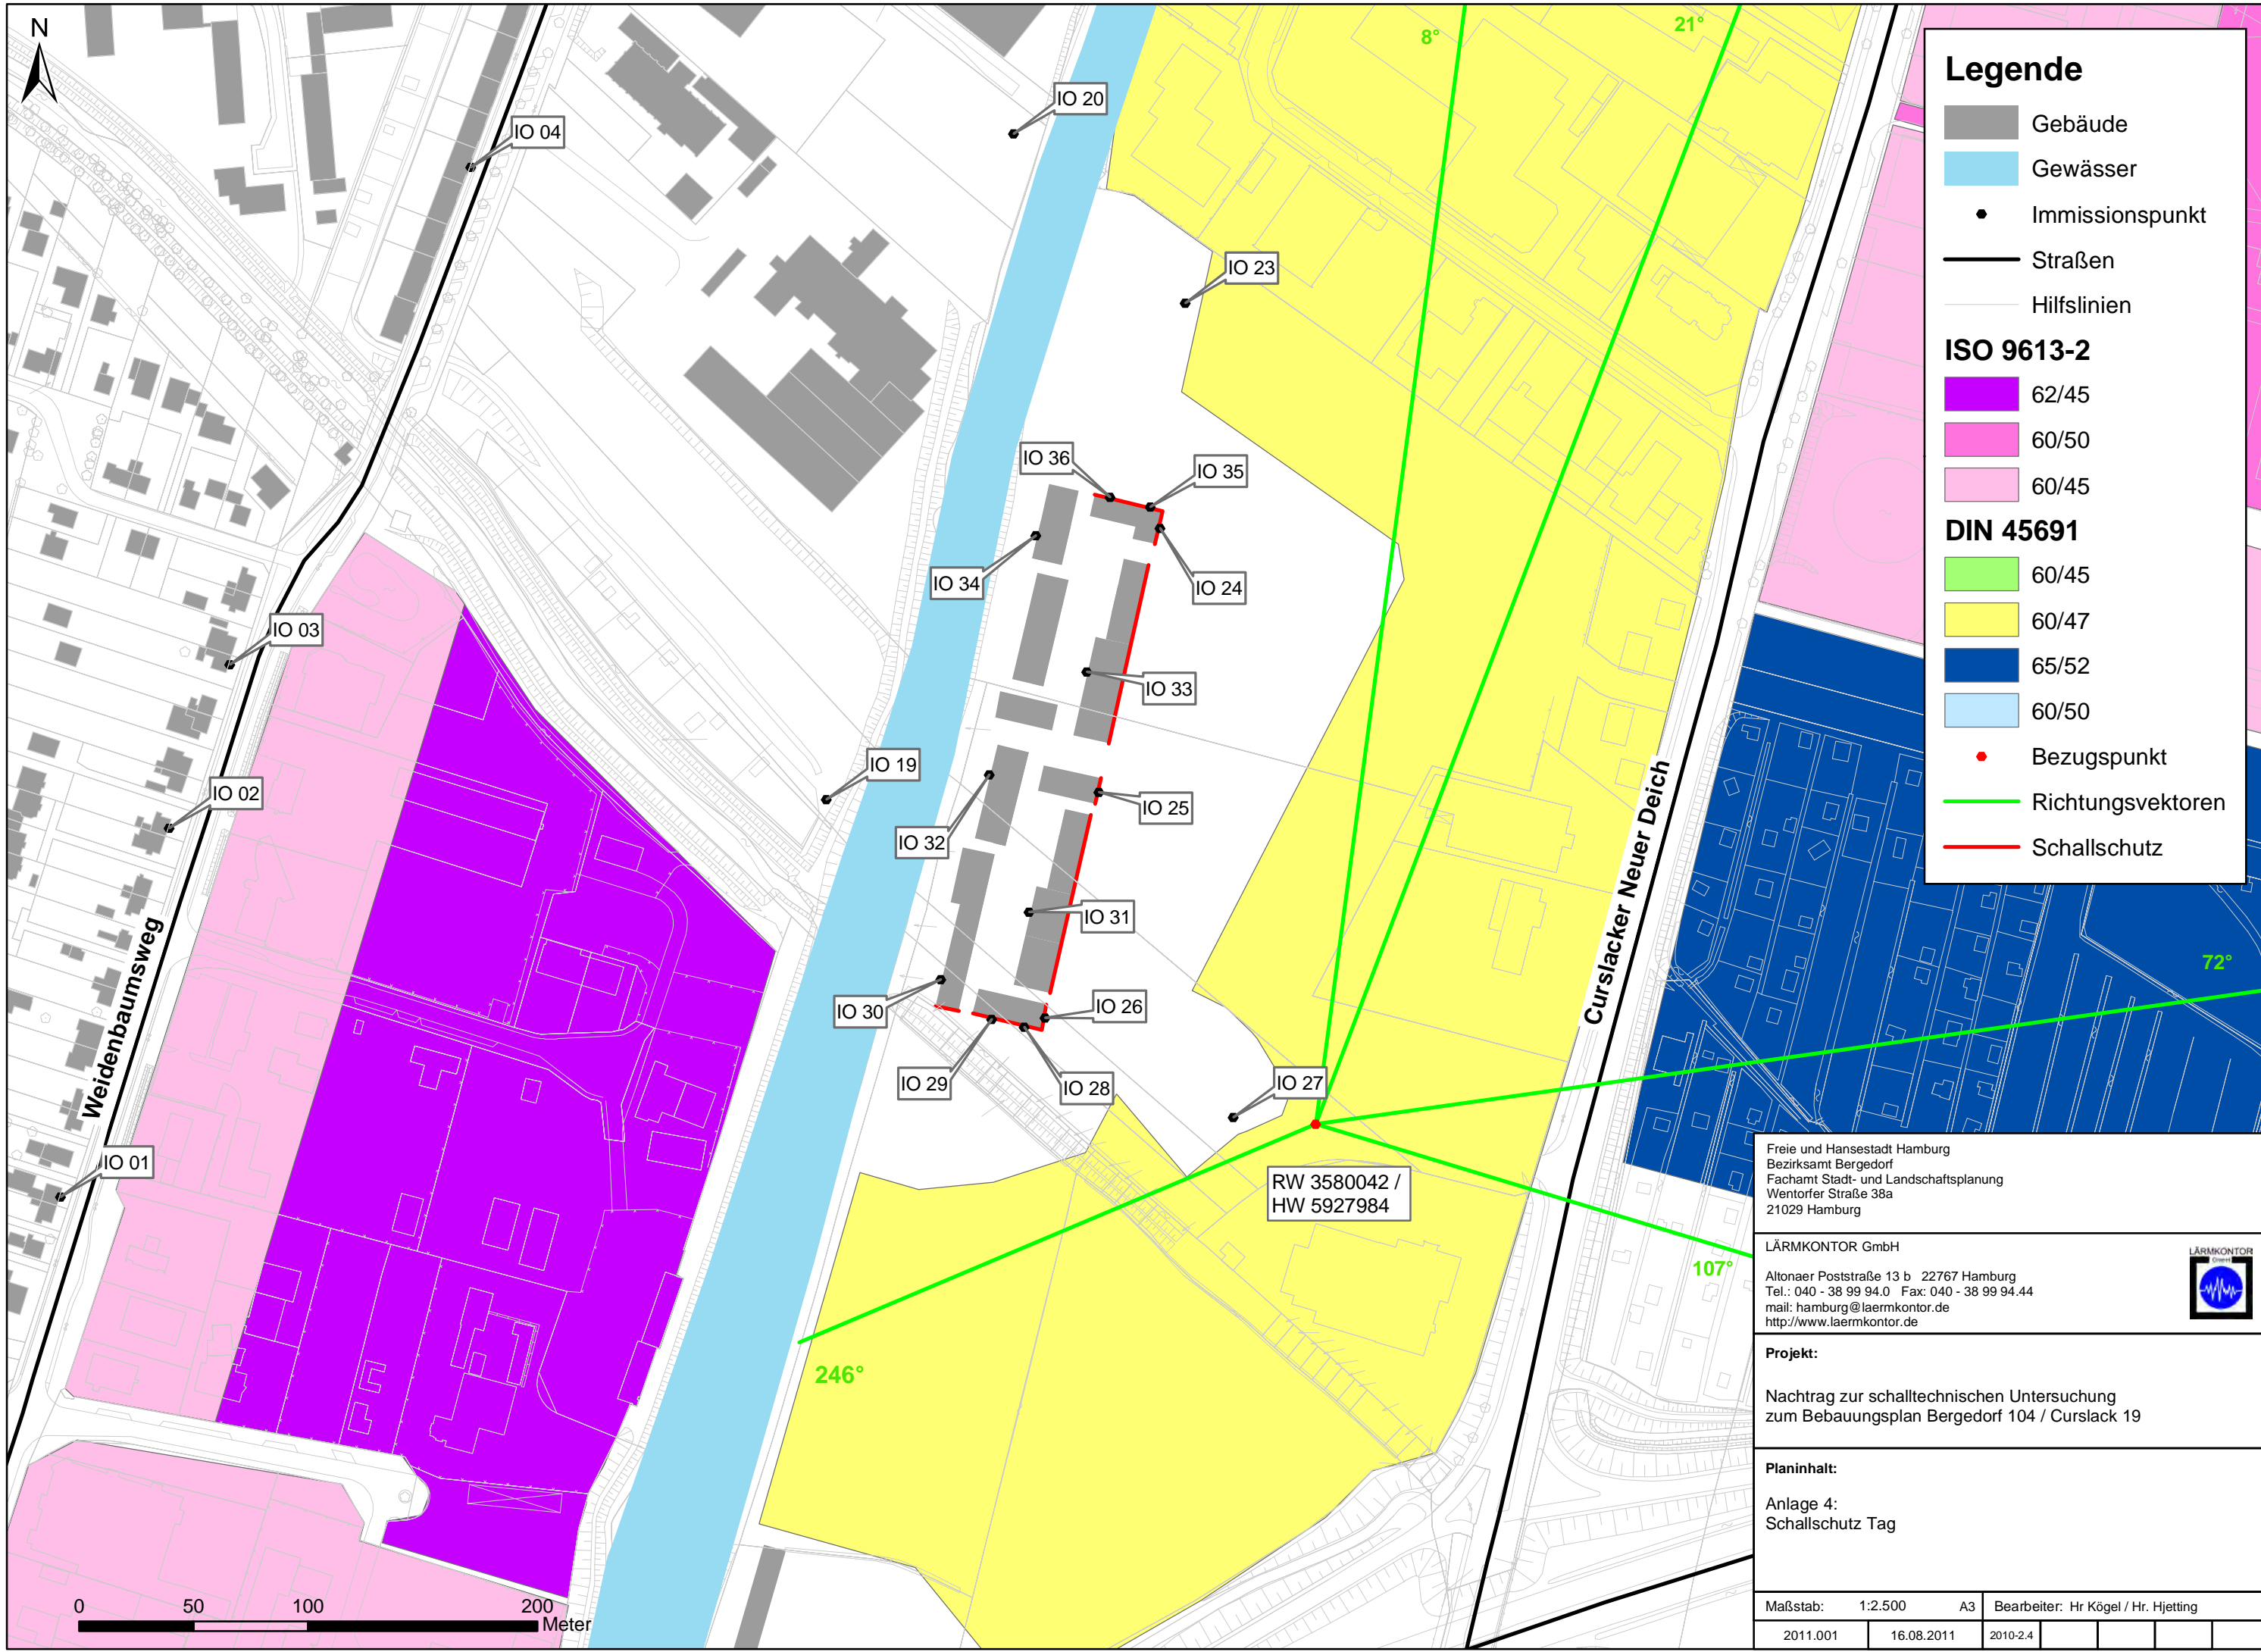 N
8°
21°
IO 20
IO 04
IO 23
IO 36
IO 35
IO 34
IO 24
IO 03
IO 33
IO 19
IO 02
IO 25
IO 32
IO 31
IO 30
IO 26
IO 29
IO 28
IO 27
IO 01
Weidenbaumsweg
Curslacker Neuer Deich
72°
RW 3580042 /
HW 5927984
107°
246°
0 50 100 200
Meter
Legende
Gebäude
Gewässer
Immissionspunkt
Straßen
Hilfslinien
ISO 9613-2
62/45
60/50
60/45
DIN 45691
60/45
60/47
65/52
60/50
Bezugspunkt
Richtungsvektoren
Schallschutz
Freie und Hansestadt Hamburg
Bezirksamt Bergedorf
Fachamt Stadt- und Landschaftsplanung
Wentorfer Straße 38a
21029 Hamburg
LÄRMKONTOR GmbH
Altonaer Poststraße 13 b 22767 Hamburg
Tel.: 040 - 38 99 94.0 Fax: 040 - 38 99 94.44
mail: hamburg@laermkontor.de
http://www.laermkontor.de
LÄRMKONTOR
GmbH
Projekt:
Nachtrag zur schalltechnischen Untersuchung
zum Bebauungsplan Bergedorf 104 / Curslack 19
Planinhalt:
Anlage 4:
Schallschutz Tag
Maßstab: 1:2.500 A3 Bearbeiter: Hr Kögel / Hr. Hjetting
2011.001 16.08.2011 2010-2.4